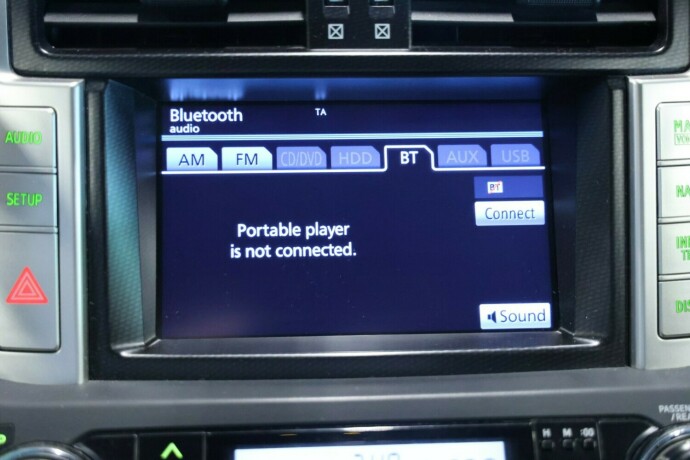 Bluetooth
audio
TA
AM FM CD/DVD HDD BT AUX USB
BT
Connect
Portable player
is not connected.
Sound
AUDIO
SETUP
H M :00